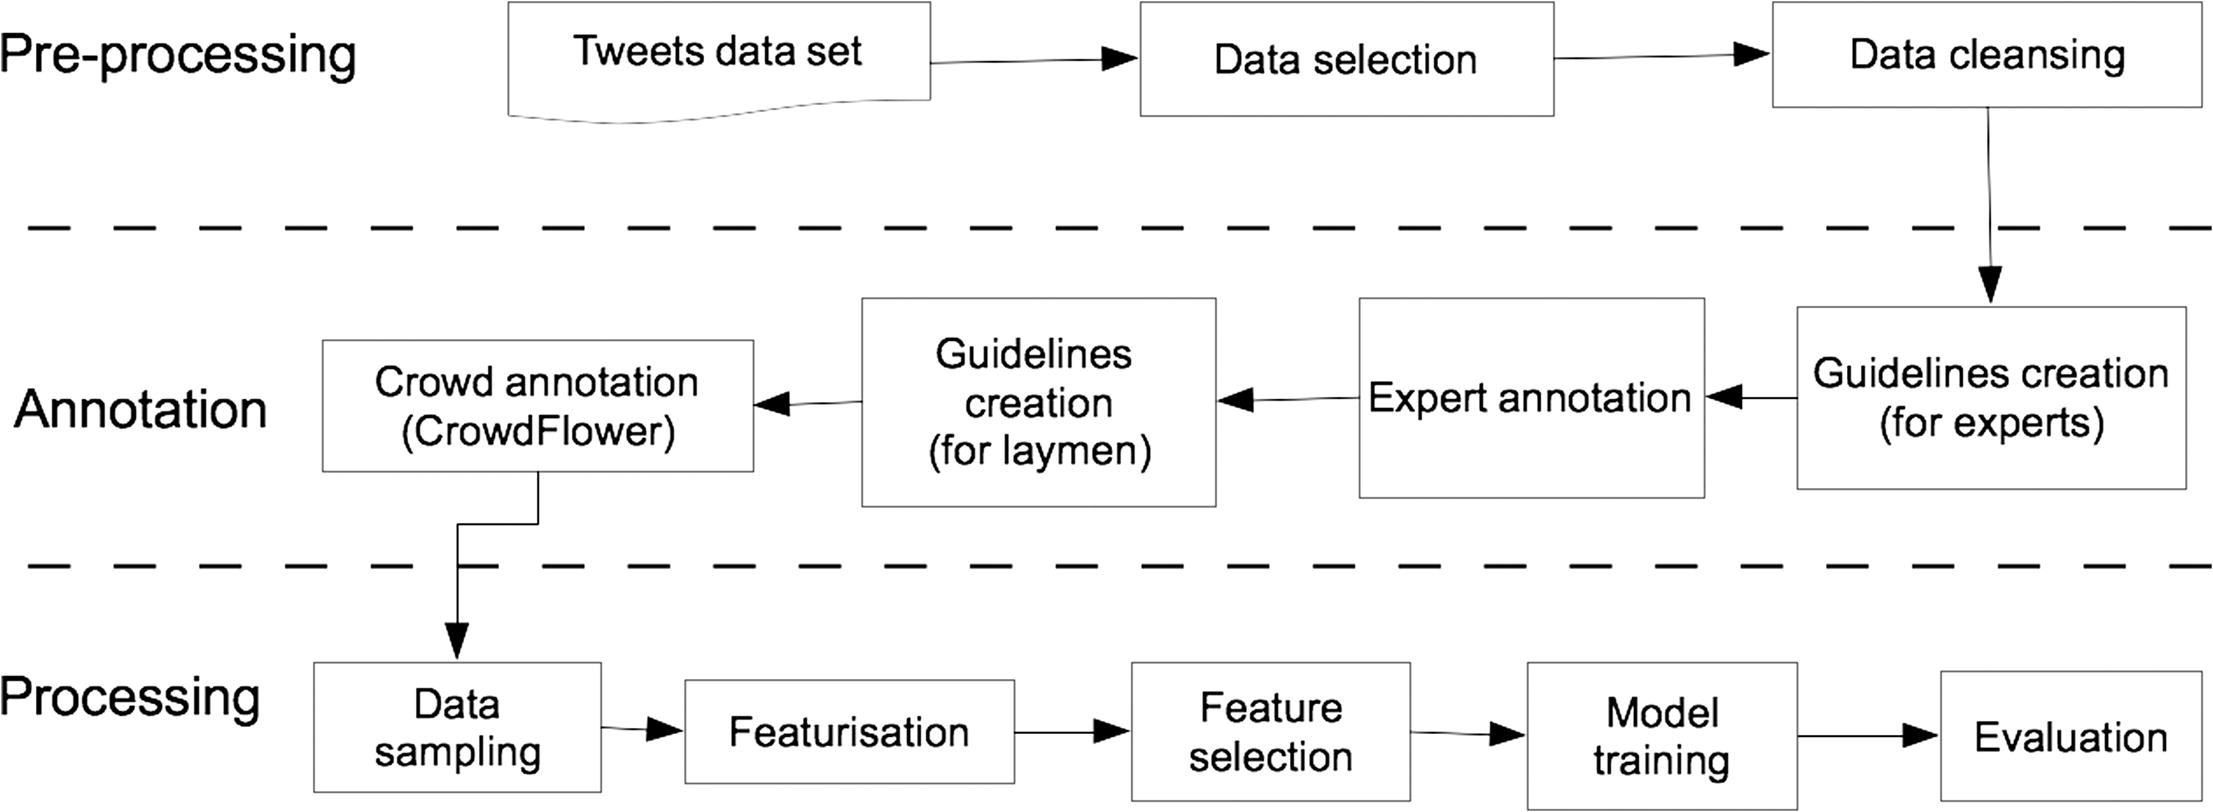 Pre-processing
Tweets data set
Data selection
Data cleansing
Annotation
Crowd annotation
(CrowdFlower)
Guidelines
creation
(for laymen)
Expert annotation
Guidelines creation
(for experts)
Processing
Data
sampling
Featurisation
Feature
selection
Model
training
Evaluation